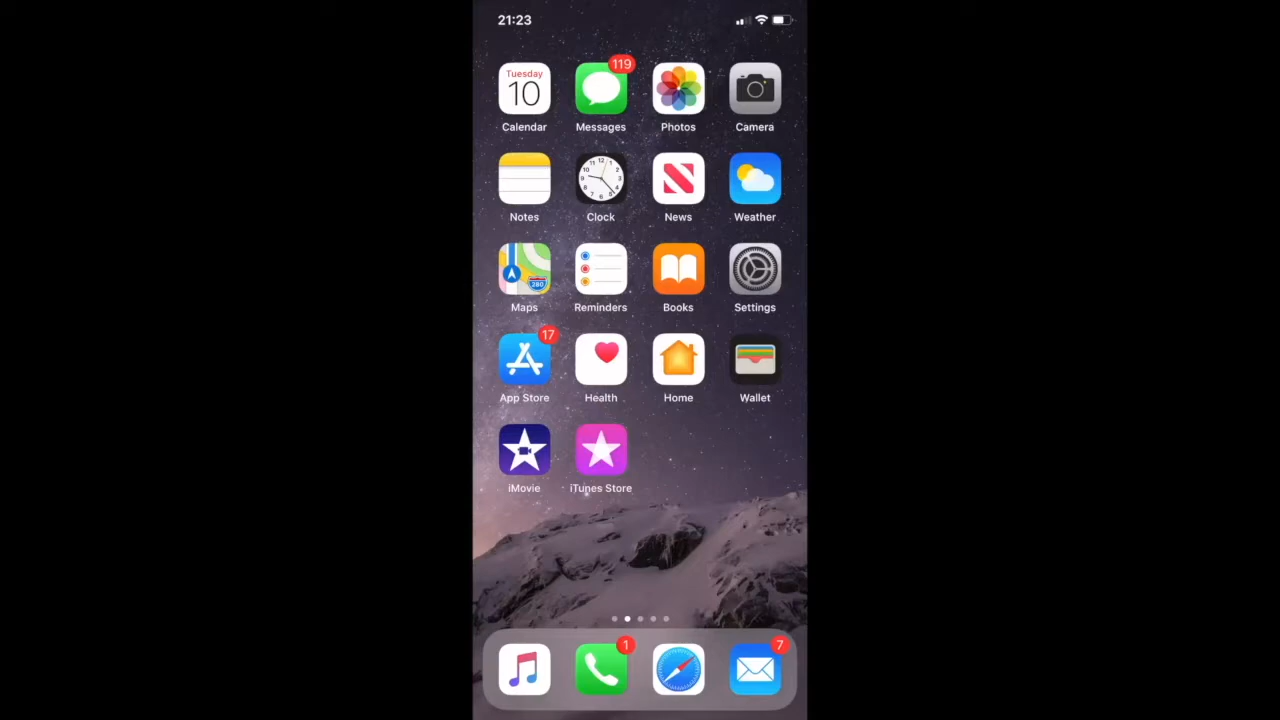 21:23
119
Tuesday
10
Calendar
Messages
Photos
Camera
Notes
Clock
News
Weather
280
Maps
Reminders
Books
Settings
17
App Store
Health
Home
Wallet
iMovie
iTunes Store
1
7